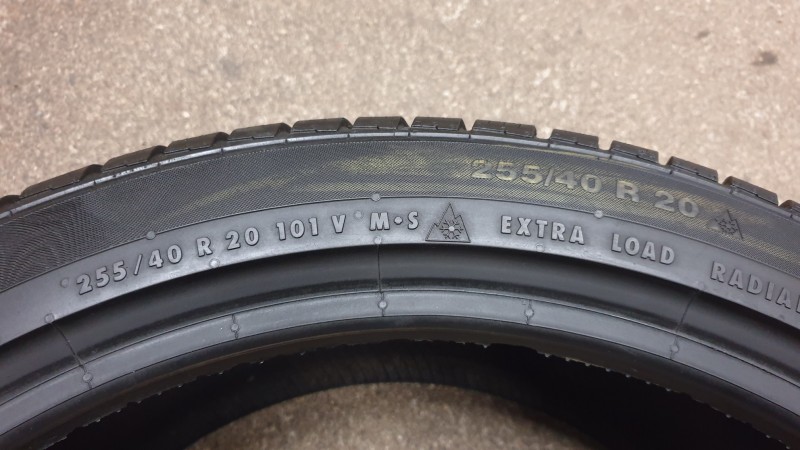 255/40 R 20
255/40 R 20 101 V M•S EXTRA LOAD RADIAL